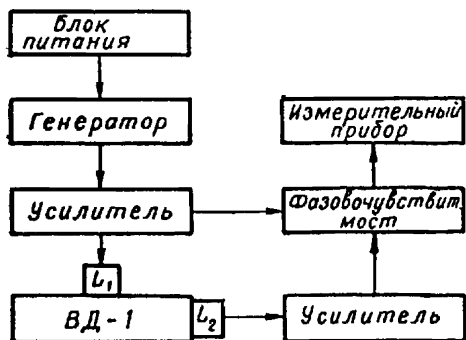 блок
питания
Генератор
Измерительный
прибор
Усилитель
Фазовочувствит
мост
L1
ВД-1
L2
Усилитель